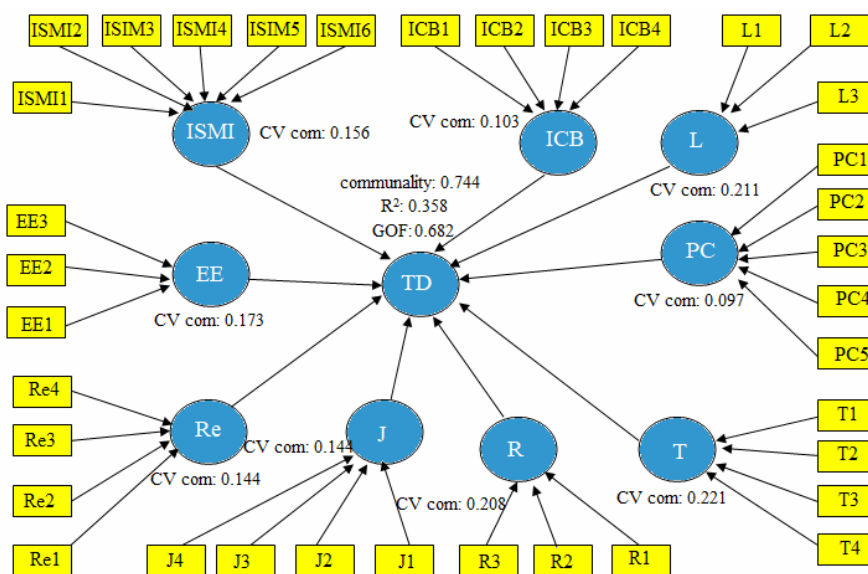 ISMI2
ISIM3
ISMI4
ISIM5
ISMI6
ICB1
ICB2
ICB3
ICB4
L1
L2
ISMI1
L3
ISMI
CV com: 0.156
CV com: 0.103
ICB
L
PC1
communality: 0.744
CV com: 0.211
R²: 0.358
PC2
EE3
GOF: 0.682
PC
PC3
EE2
EE
TD
CV com: 0.097
PC4
EE1
CV com: 0.173
PC5
Re4
T1
Re3
Re
CV com: 0.144
J
R
T
T2
CV com: 0.144
Re2
CV com: 0.208
CV com: 0.221
T3
Re1
J4
J3
J2
J1
R3
R2
R1
T4